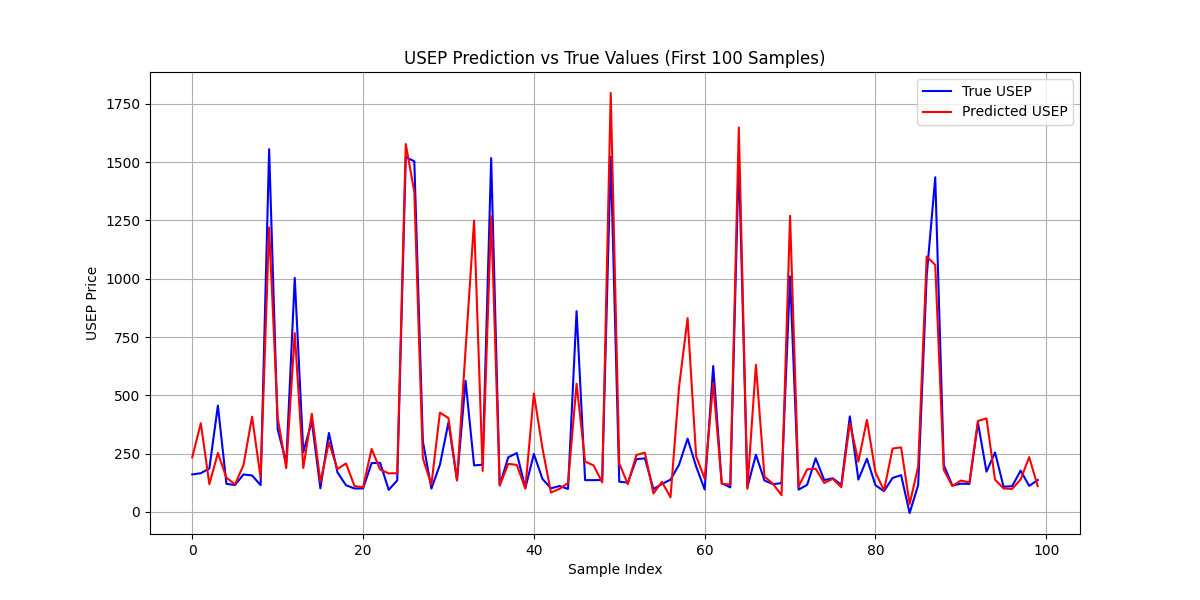 USEP Prediction vs True Values (First 100 Samples)
True USEP
Predicted USEP
USEP Price
1750
1500
1250
1000
750
500
250
0
0 20 40 60 80 100
Sample Index